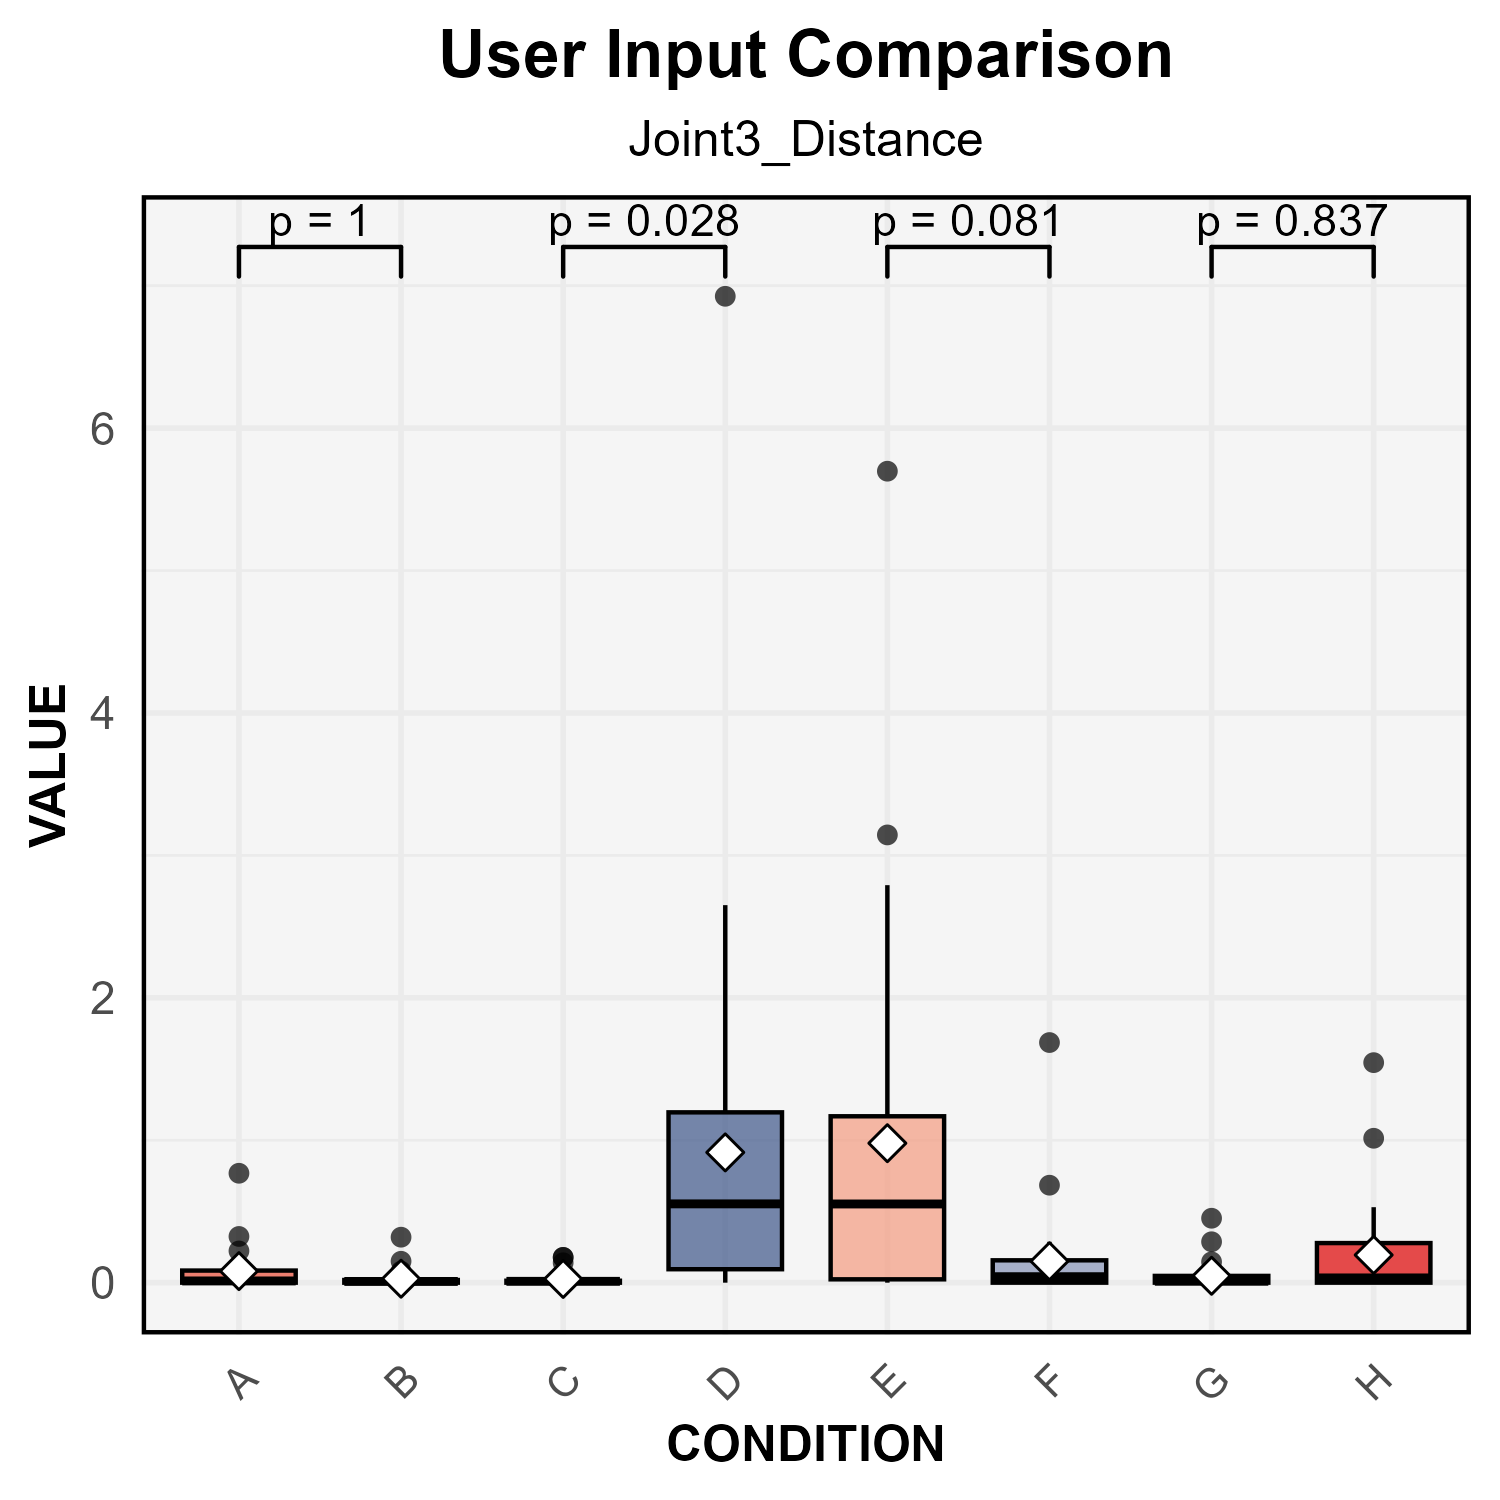 User Input Comparison
Joint3_Distance
p = 1 p = 0.028 p = 0.081 p = 0.837
6
4
2
0
VALUE
A B C D E F G H
CONDITION